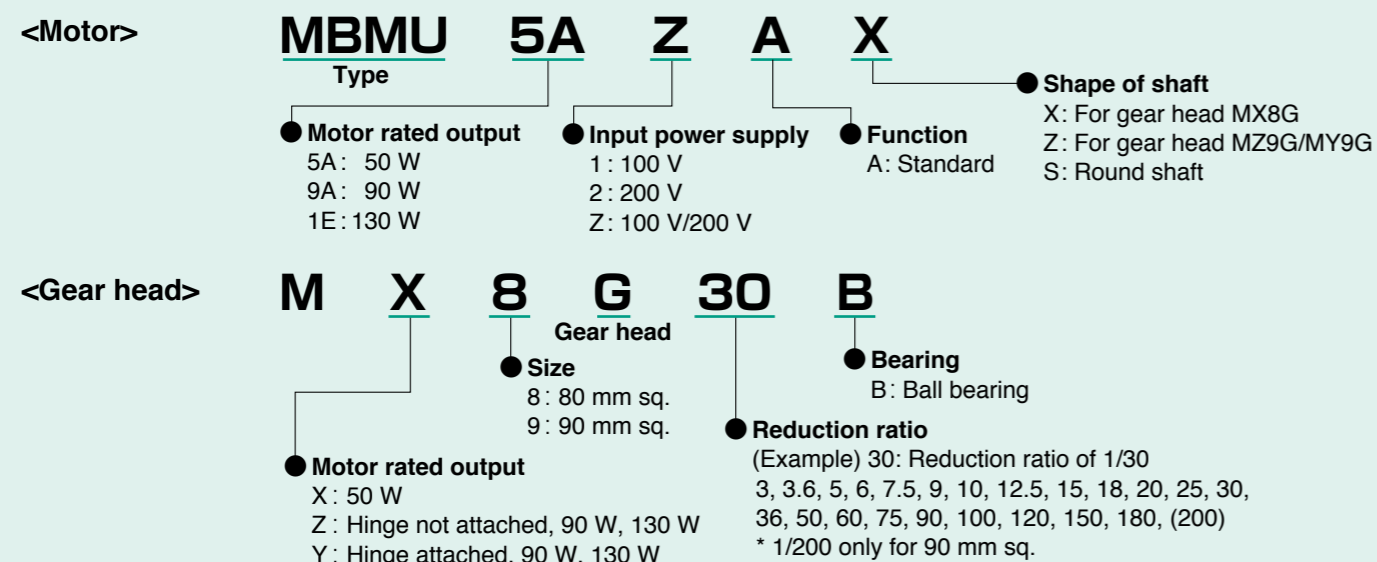 <Motor> MBMU 5A Z A X
Type
Shape of shaft
X: For gear head MX8G
Z: For gear head MZ9G/MY9G
S: Round shaft
Motor rated output
5A: 50 W
9A: 90 W
1E: 130 W
Input power supply
1: 100 V
2: 200 V
Z: 100 V/200 V
Function
A: Standard
<Gear head> M X 8 G 30 B
Gear head
Size
8: 80 mm sq.
9: 90 mm sq.
Bearing
B: Ball bearing
Motor rated output
X: 50 W
Z: Hinge not attached, 90 W, 130 W
Y: Hinge attached, 90 W, 130 W
Reduction ratio
(Example) 30: Reduction ratio of 1/30
3, 3.6, 5, 6, 7.5, 9, 10, 12.5, 15, 18, 20, 25, 30,
36, 50, 60, 75, 90, 100, 120, 150, 180, (200)
* 1/200 only for 90 mm sq.